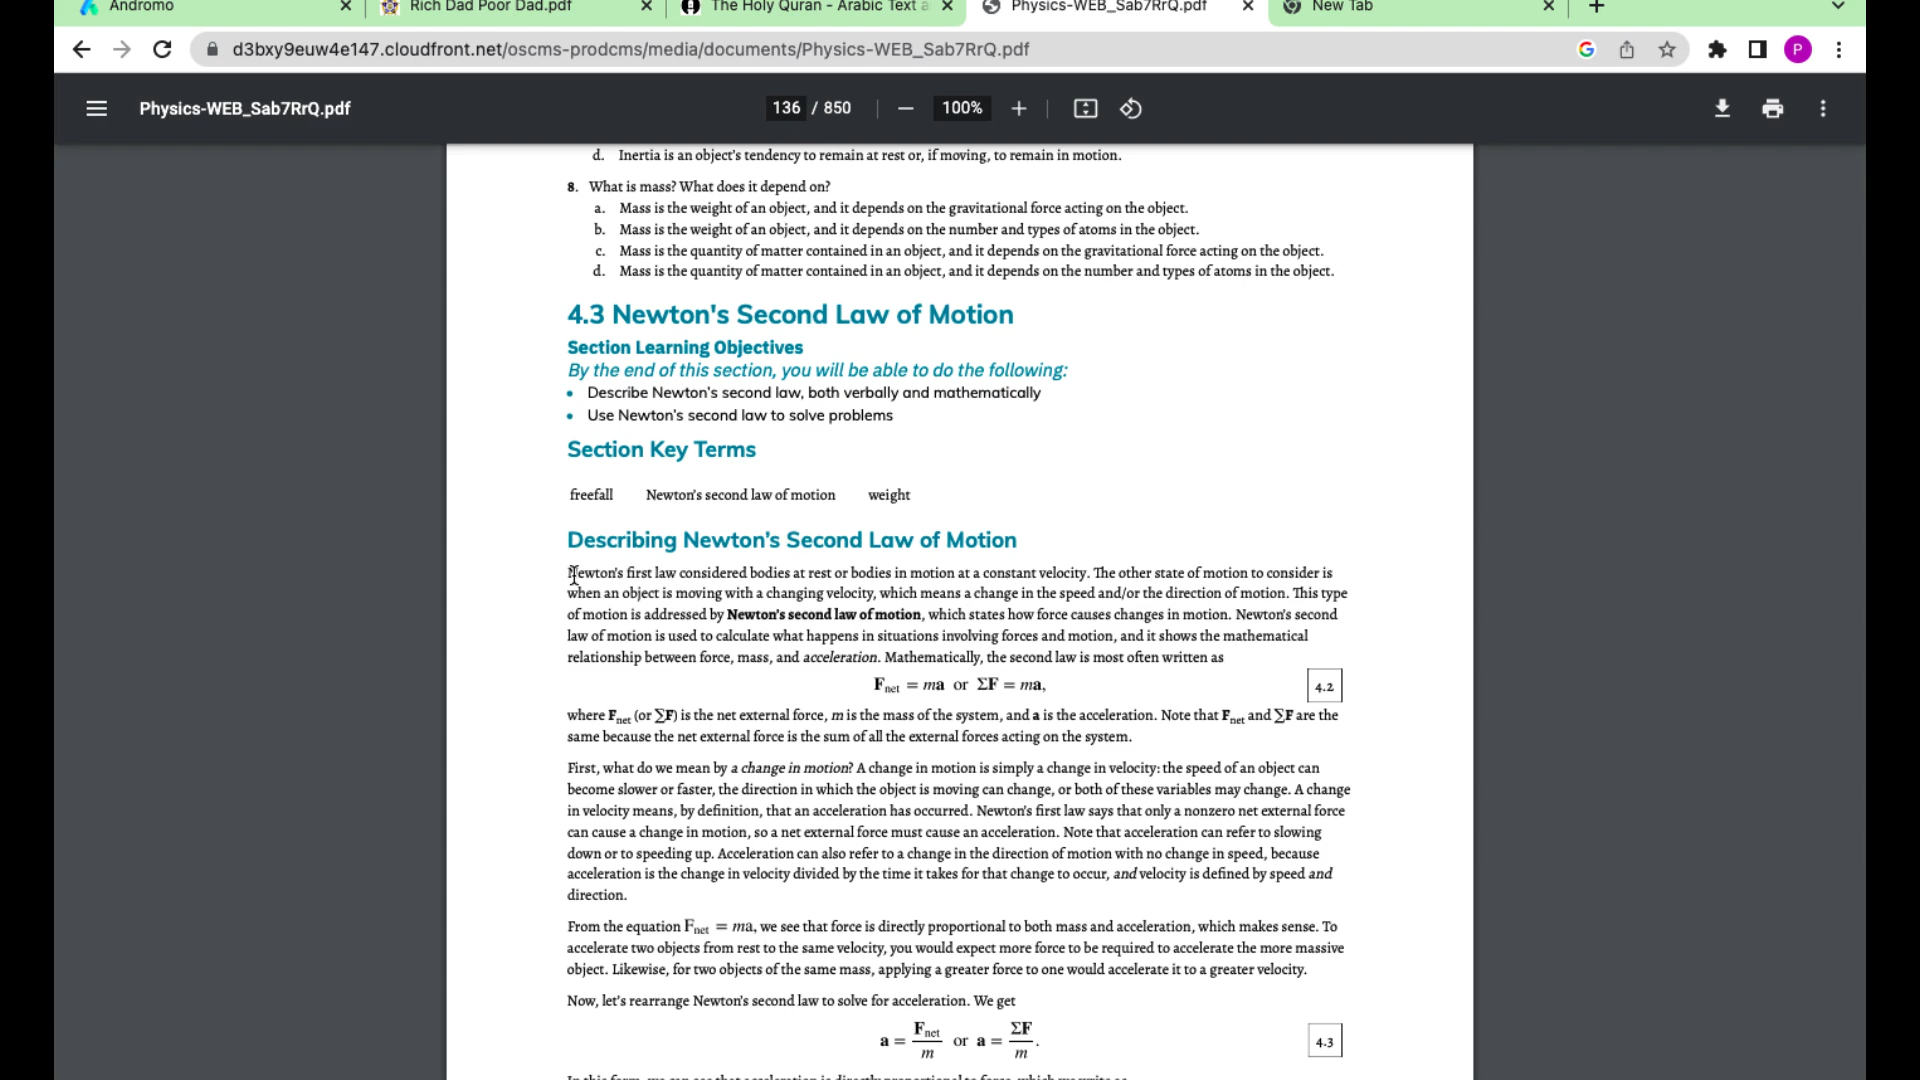 Andromo
Rich Dad Poor Dad.pdf
The Holy Quran - Arabic Text a
Physics-WEB_Sab7RrQ.pdf
New Tab
d3bxy9euw4e147.cloudfront.net/oscms-prodcms/media/documents/Physics-WEB_Sab7RrQ.pdf
P
Physics-WEB_Sab7RrQ.pdf
136 / 850
100%
d. Inertia is an object's tendency to remain at rest or, if moving, to remain in motion.
8. What is mass? What does it depend on?
a. Mass is the weight of an object, and it depends on the gravitational force acting on the object.
b. Mass is the weight of an object, and it depends on the number and types of atoms in the object.
c. Mass is the quantity of matter contained in an object, and it depends on the gravitational force acting on the object.
d. Mass is the quantity of matter contained in an object, and it depends on the number and types of atoms in the object.
4.3 Newton's Second Law of Motion
Section Learning Objectives
By the end of this section, you will be able to do the following:
• Describe Newton's second law, both verbally and mathematically
• Use Newton's second law to solve problems
Section Key Terms
freefall Newton's second law of motion weight
Describing Newton's Second Law of Motion
Newton's first law considered bodies at rest or bodies in motion at a constant velocity. The other state of motion to consider is
when an object is moving with a changing velocity, which means a change in the speed and/or the direction of motion. This type
of motion is addressed by Newton's second law of motion, which states how force causes changes in motion. Newton's second
law of motion is used to calculate what happens in situations involving forces and motion, and it shows the mathematical
relationship between force, mass, and acceleration. Mathematically, the second law is most often written as
Fnet = ma or ΣF = ma, 4.2
where Fnet (or ∑F) is the net external force, m is the mass of the system, and a is the acceleration. Note that Fnet and ∑F are the
same because the net external force is the sum of all the external forces acting on the system.
First, what do we mean by a change in motion? A change in motion is simply a change in velocity: the speed of an object can
become slower or faster, the direction in which the object is moving can change, or both of these variables may change. A change
in velocity means, by definition, that an acceleration has occurred. Newton's first law says that only a nonzero net external force
can cause a change in motion, so a net external force must cause an acceleration. Note that acceleration can refer to slowing
down or to speeding up. Acceleration can also refer to a change in the direction of motion with no change in speed, because
acceleration is the change in velocity divided by the time it takes for that change to occur, and velocity is defined by speed and
direction.
From the equation Fnet = ma, we see that force is directly proportional to both mass and acceleration, which makes sense. To
accelerate two objects from rest to the same velocity, you would expect more force to be required to accelerate the more massive
object. Likewise, for two objects of the same mass, applying a greater force to one would accelerate it to a greater velocity.
Now, let's rearrange Newton's second law to solve for acceleration. We get
a = Fnet/m or a = ΣF/m. 4.3
In this form, we can see that acceleration is directly proportional to force, which we write as